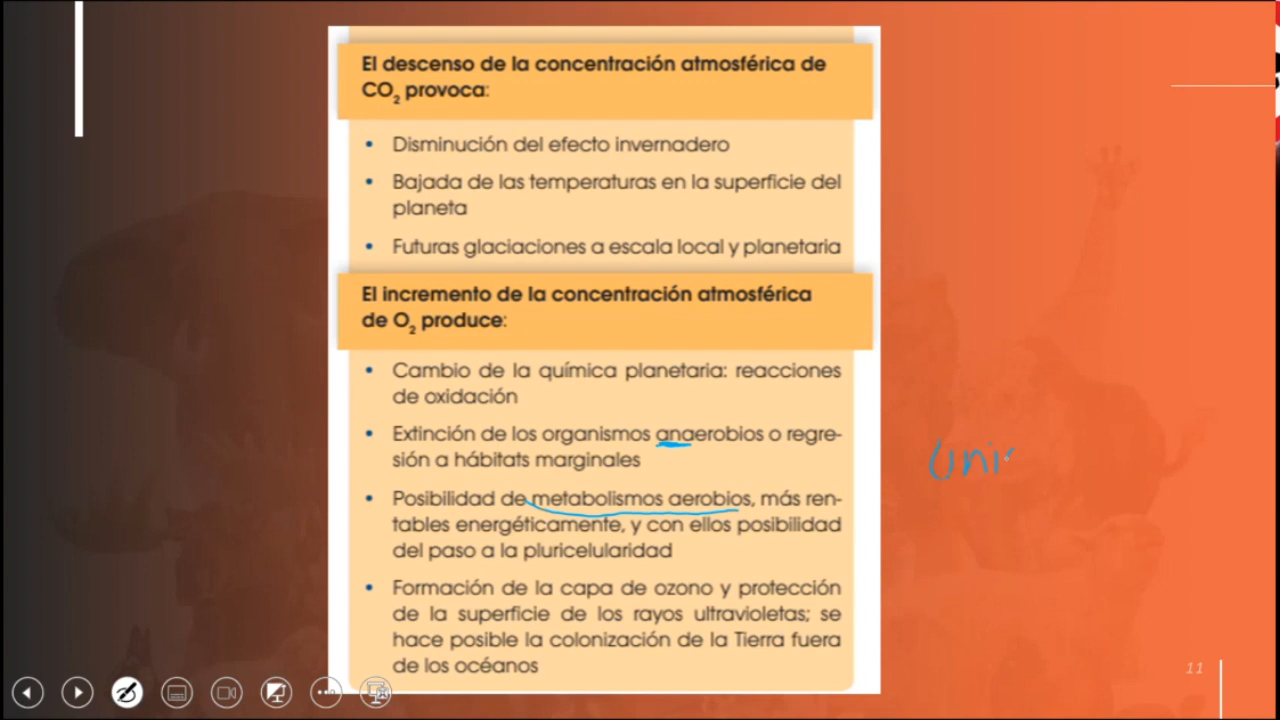 El descenso de la concentración atmosférica de
CO₂ provoca:
• Disminución del efecto invernadero
• Bajada de las temperaturas en la superficie del
planeta
• Futuras glaciaciones a escala local y planetaria
El incremento de la concentración atmosférica
de O₂ produce:
• Cambio de la química planetaria: reacciones
de oxidación
• Extinción de los organismos anaerobios o regre-
sión a hábitats marginales
• Posibilidad de metabolismos aerobios, más ren-
tables energéticamente, y con ellos posibilidad
del paso a la pluricelularidad
• Formación de la capa de ozono y protección
de la superficie de los rayos ultravioletas; se
hace posible la colonización de la Tierra fuera
de los océanos
Uni
11